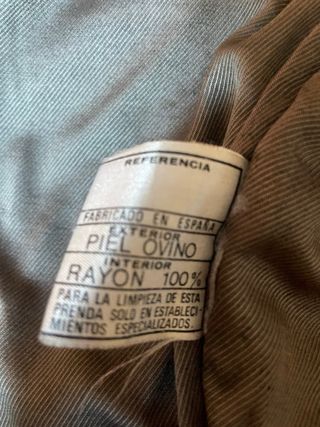 REFERENCIA
FABRICADO EN ESPAÑA
EXTERIOR
PIEL OVINO
INTERIOR
RAYON 100%
PARA LA LIMPIEZA DE ESTA
PRENDA SOLO EN ESTABLECI-
MIENTOS ESPECIALIZADOS.